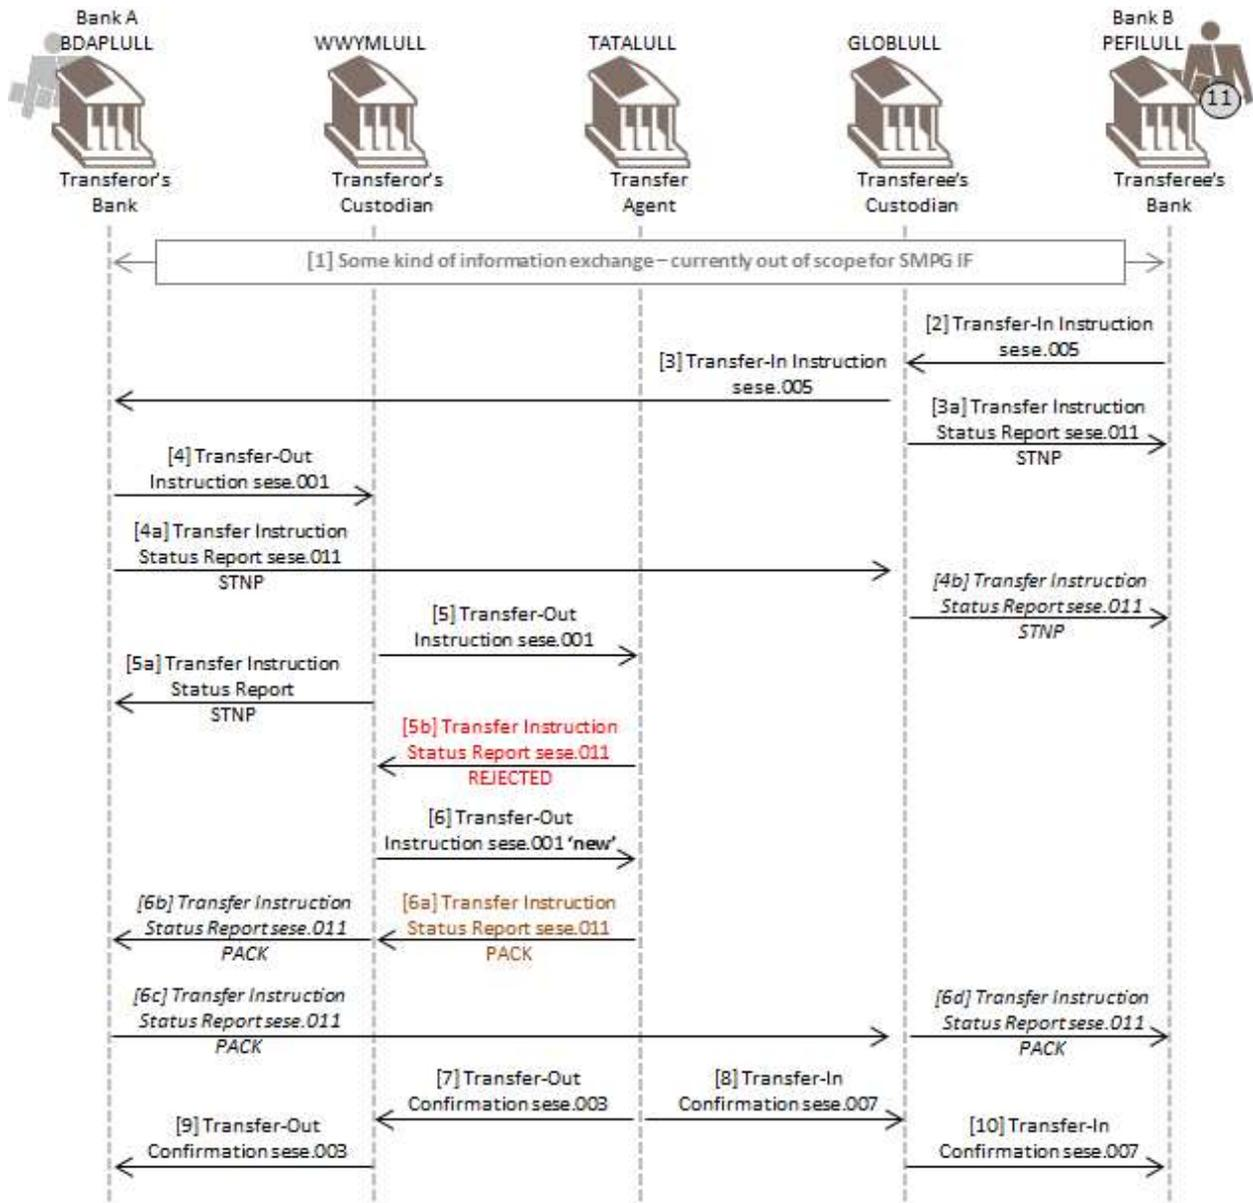 Bank A
BDAPLULL
WWYMLULL
TATALULL
GLOBLULL
Bank B
PEFILULL
11
Transferor's
Bank
Transferor's
Custodian
Transfer
Agent
Transferee's
Custodian
Transferee's
Bank
[1] Some kind of information exchange – currently out of scope for SMPG IF
[2] Transfer-In Instruction
sese.005
[3] Transfer-In Instruction
sese.005
[3a] Transfer Instruction
Status Report sese.011
STNP
[4] Transfer-Out
Instruction sese.001
[4a] Transfer Instruction
Status Report sese.011
STNP
[4b] Transfer Instruction
Status Report sese.011
STNP
[5] Transfer-Out
Instruction sese.001
[5a] Transfer Instruction
Status Report
STNP
[5b] Transfer Instruction
Status Report sese.011
REJECTED
[6] Transfer-Out
Instruction sese.001 'new'
[6b] Transfer Instruction
Status Report sese.011
PACK
[6a] Transfer Instruction
Status Report sese.011
PACK
[6c] Transfer Instruction
Status Report sese.011
PACK
[6d] Transfer Instruction
Status Report sese.011
PACK
[7] Transfer-Out
Confirmation sese.003
[8] Transfer-In
Confirmation sese.007
[9] Transfer-Out
Confirmation sese.003
[10] Transfer-In
Confirmation sese.007